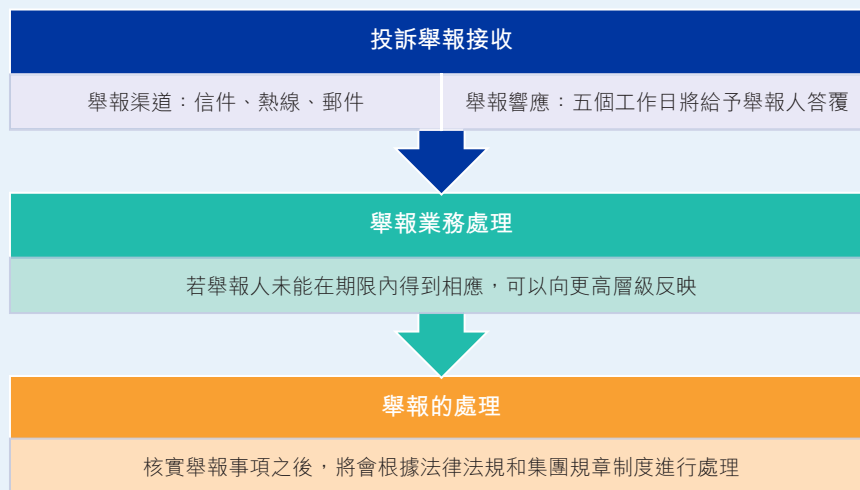 投訴舉報接收
舉報渠道：信件、熱線、郵件
舉報響應：五個工作日將給予舉報人答覆
舉報業務處理
若舉報人未能在期限內得到相應，可以向更高層級反映
舉報的處理
核實舉報事項之後，將會根據法律法規和集團規章制度進行處理